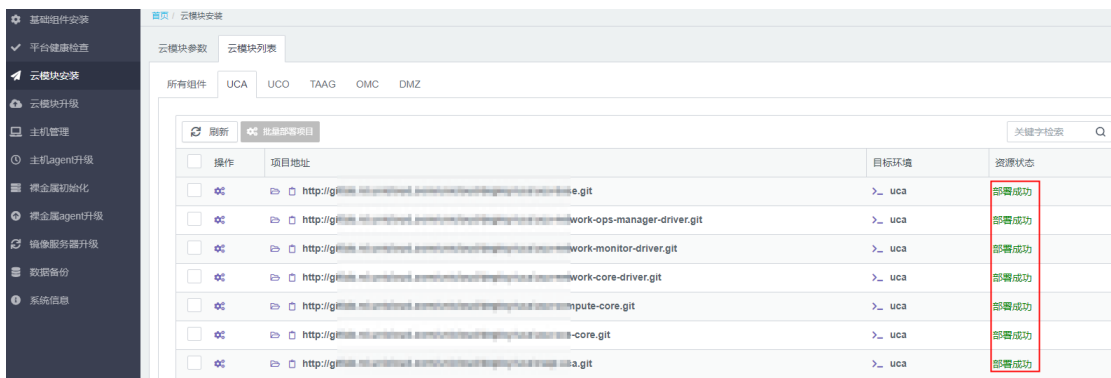 首页 / 云模块安装
基础组件安装
平台健康检查
云模块安装
云模块升级
主机管理
主机agent升级
裸金属初始化
裸金属agent升级
镜像服务器升级
数据备份
系统信息
云模块参数 云模块列表
所有组件 UCA UCO TAAG OMC DMZ
刷新 批量部署项目 关键字检索
操作 项目地址 目标环境 资源状态
http://gi e.git >_ uca 部署成功
http://gi work-ops-manager-driver.git >_ uca 部署成功
http://gi work-monitor-driver.git >_ uca 部署成功
http://gi work-core-driver.git >_ uca 部署成功
http://gi mpute-core.git >_ uca 部署成功
http://gi -core.git >_ uca 部署成功
http://gi a.git >_ uca 部署成功